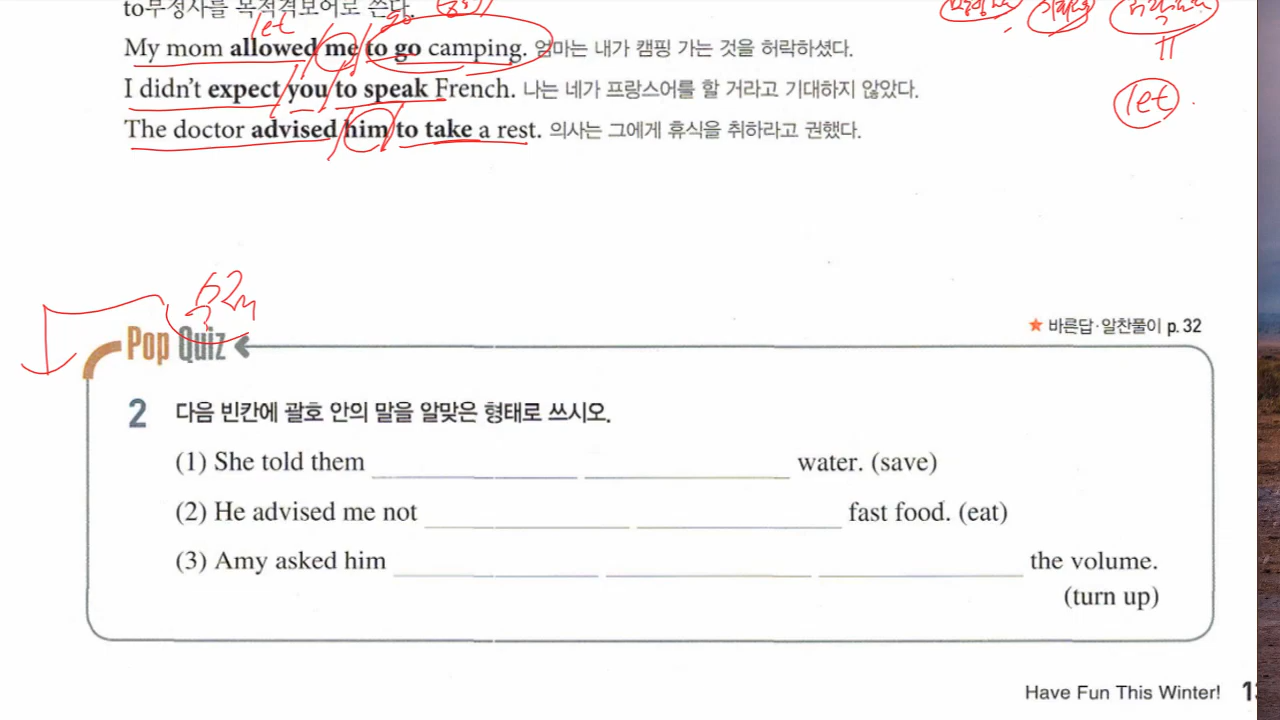 to부정사를 목적격보어로 쓴다.
let
My mom allowed me to go camping. 엄마는 내가 캠핑 가는 것을 허락하셨다.
I didn't expect you to speak French. 나는 네가 프랑스어를 할 거라고 기대하지 않았다.
let
The doctor advised him to take a rest. 의사는 그에게 휴식을 취하라고 권했다.
Pop Quiz
★ 바른답·알찬풀이 p. 32
2 다음 빈칸에 괄호 안의 말을 알맞은 형태로 쓰시오.
(1) She told them water. (save)
(2) He advised me not fast food. (eat)
(3) Amy asked him the volume.
(turn up)
Have Fun This Winter!